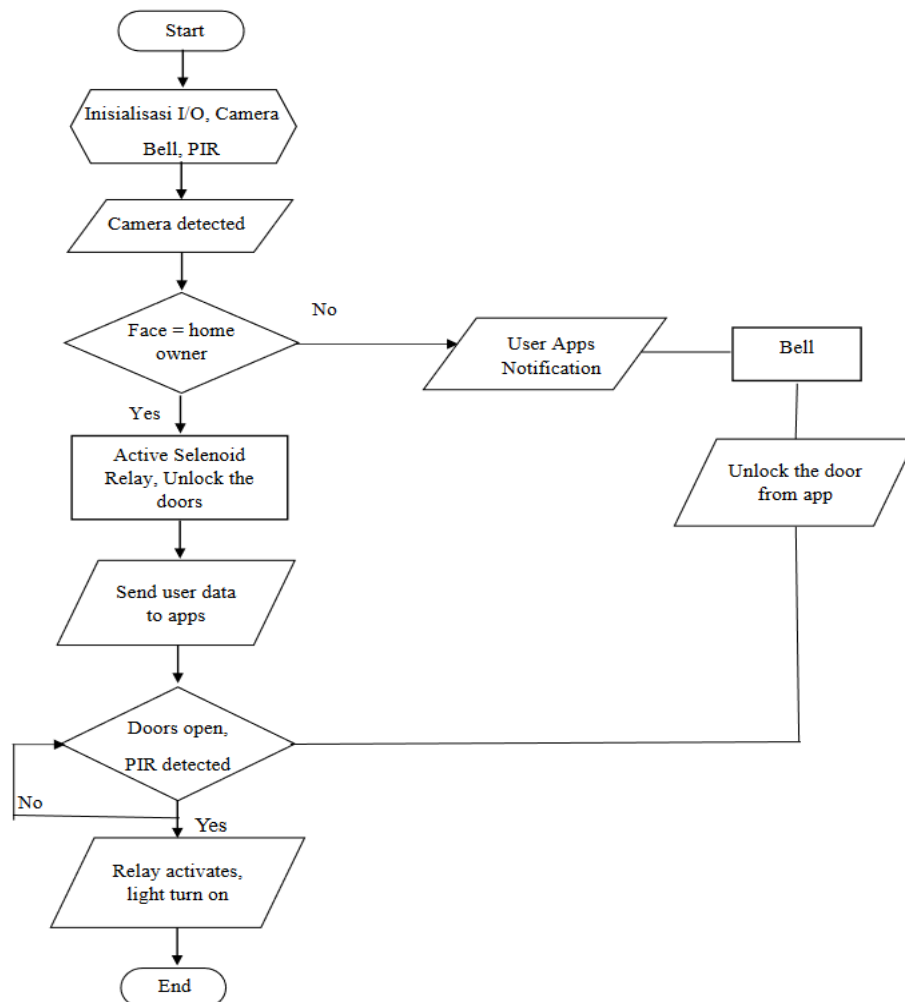 Start
Inisialisasi I/O, Camera
Bell, PIR
Camera detected
Face = home
owner
No
User Apps
Notification
Bell
Yes
Active Selenoid
Relay, Unlock the
doors
Unlock the door
from app
Send user data
to apps
Doors open,
PIR detected
No
Yes
Relay activates,
light turn on
End